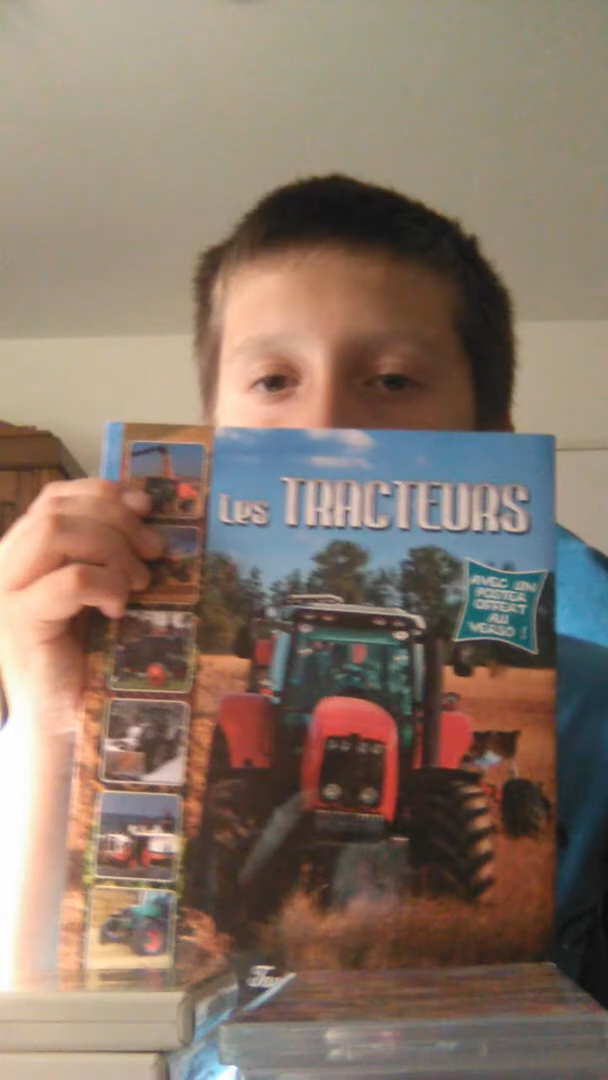 Les TRACTEURS
AVEC UN
POSTER
OFFERT
AU
VERSO !